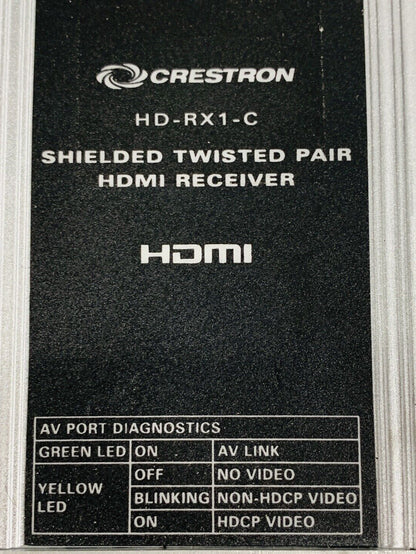 CRESTRON
HD-RX1-C
SHIELDED TWISTED PAIR
HDMI RECEIVER
HDMI
AV PORT DIAGNOSTICS
GREEN LED ON AV LINK
YELLOW LED OFF NO VIDEO
BLINKING NON-HDCP VIDEO
ON HDCP VIDEO